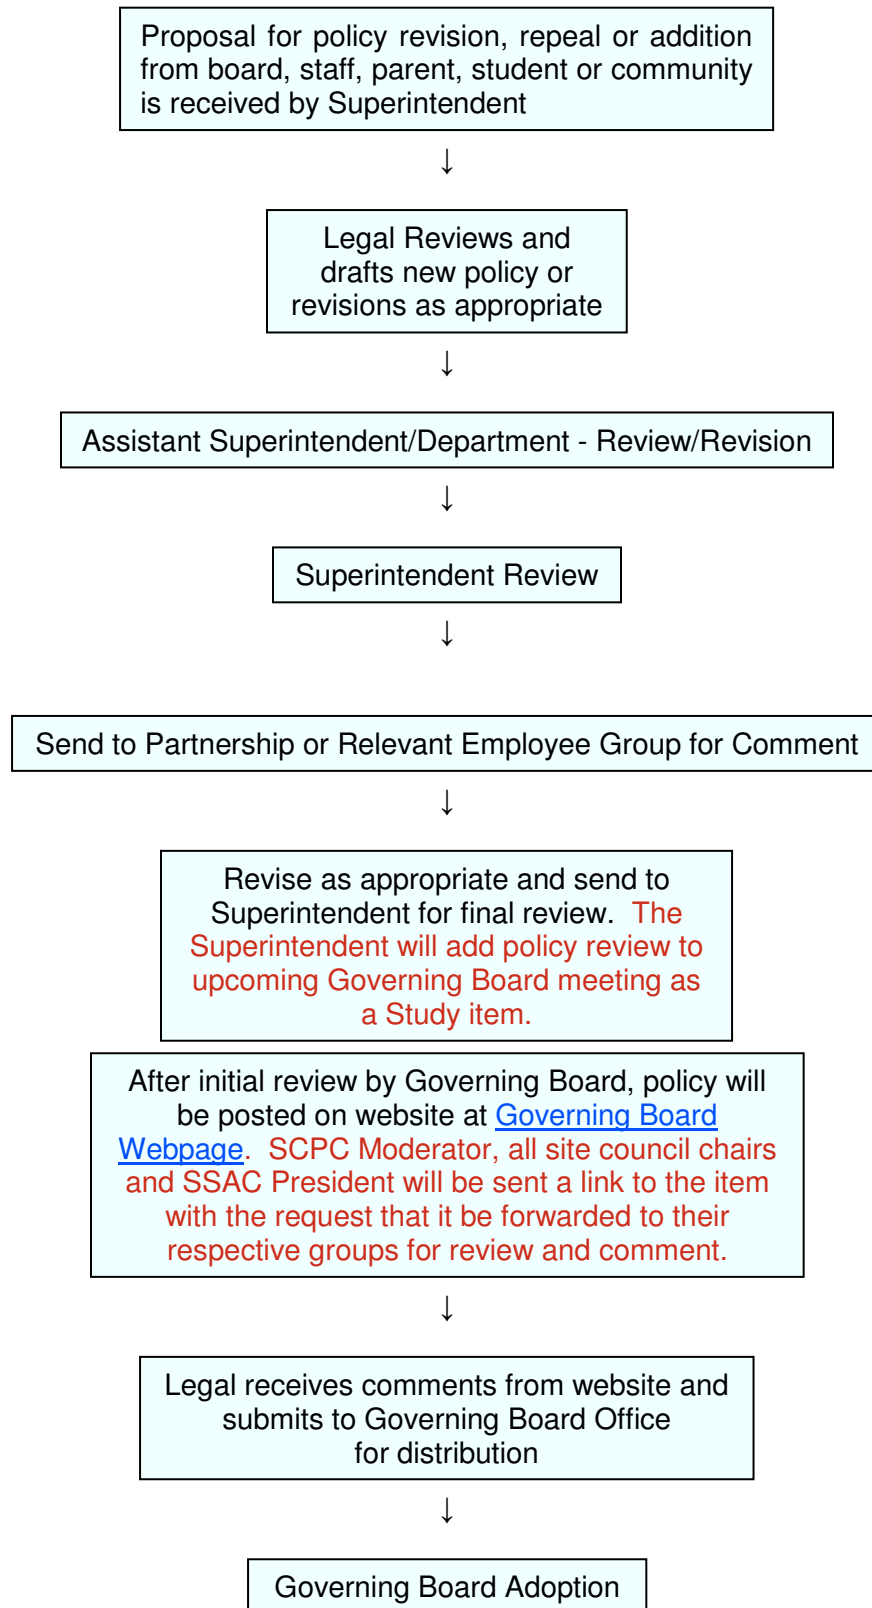 Proposal for policy revision, repeal or addition
from board, staff, parent, student or community
is received by Superintendent
↓
Legal Reviews and
drafts new policy or
revisions as appropriate
↓
Assistant Superintendent/Department - Review/Revision
↓
Superintendent Review
↓
Send to Partnership or Relevant Employee Group for Comment
↓
Revise as appropriate and send to
Superintendent for final review. The
Superintendent will add policy review to
upcoming Governing Board meeting as
a Study item.
After initial review by Governing Board, policy will
be posted on website at Governing Board
Webpage. SCPC Moderator, all site council chairs
and SSAC President will be sent a link to the item
with the request that it be forwarded to their
respective groups for review and comment.
↓
Legal receives comments from website and
submits to Governing Board Office
for distribution
↓
Governing Board Adoption